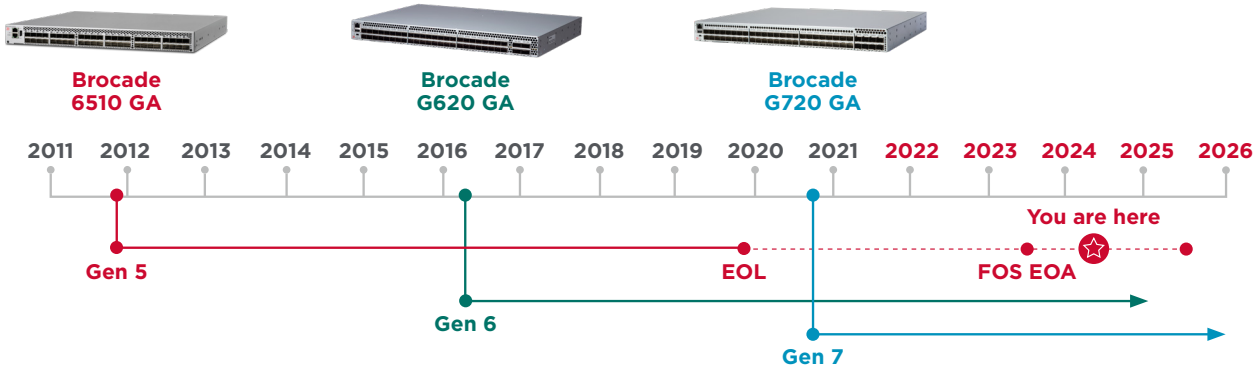 Brocade
6510 GA
Brocade
G620 GA
Brocade
G720 GA
2011 2012 2013 2014 2015 2016 2017 2018 2019 2020 2021 2022 2023 2024 2025 2026
You are here
Gen 5
EOL
FOS EOA
Gen 6
Gen 7